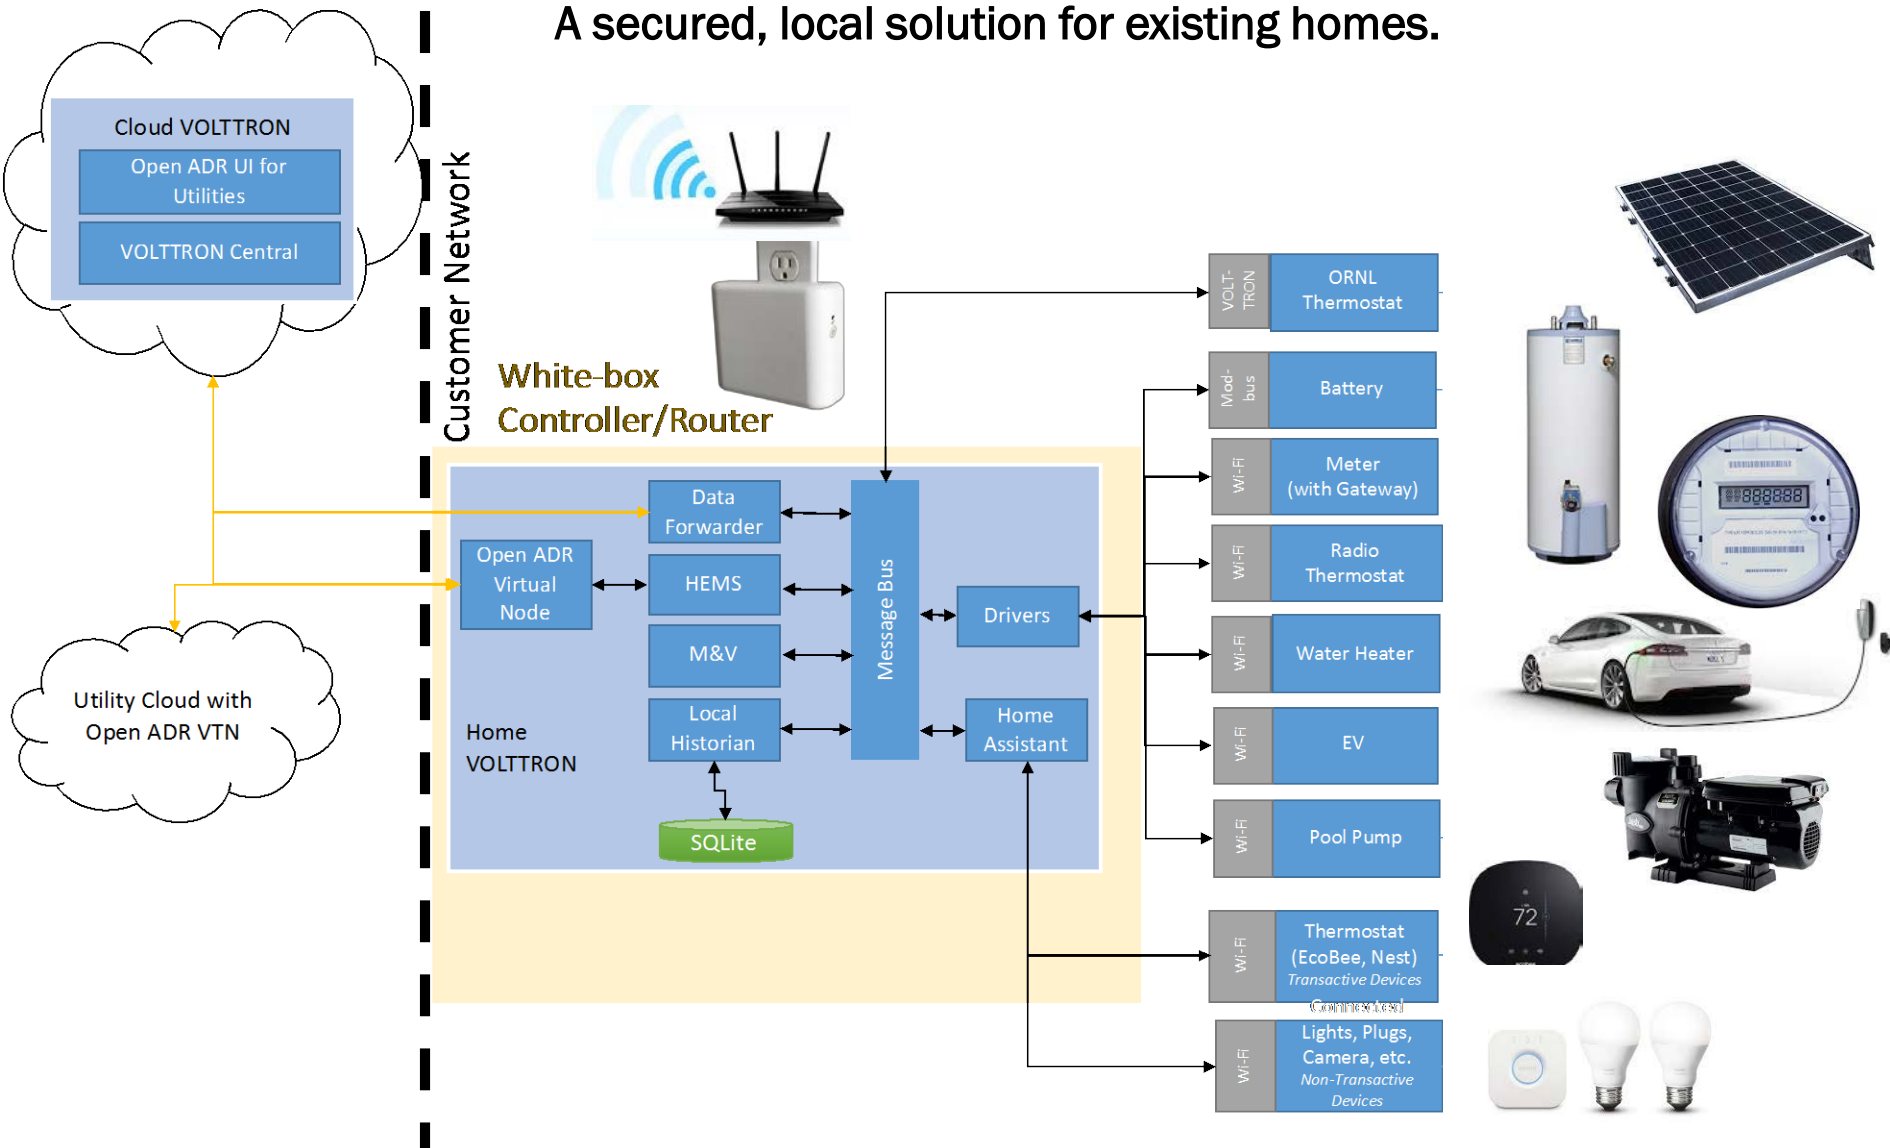 A secured, local solution for existing homes.
Cloud VOLTTRON
Open ADR UI for
Utilities
VOLTTRON Central
Customer Network
White-box
Controller/Router
Data
Forwarder
Open ADR
Virtual
Node
HEMS
M&V
Local
Historian
SQLite
Home
VOLTTRON
Message Bus
Drivers
Home
Assistant
Utility Cloud with
Open ADR VTN
VOLT-
TRON
ORNL
Thermostat
Mod-
bus
Battery
Wi-Fi
Meter
(with Gateway)
Wi-Fi
Radio
Thermostat
Wi-Fi
Water Heater
Wi-Fi
EV
Wi-Fi
Pool Pump
Wi-Fi
Thermostat
(EcoBee, Nest)
Transactive Devices
Wi-Fi
Connected
Lights, Plugs,
Camera, etc.
Non-Transactive
Devices
72
ecobee